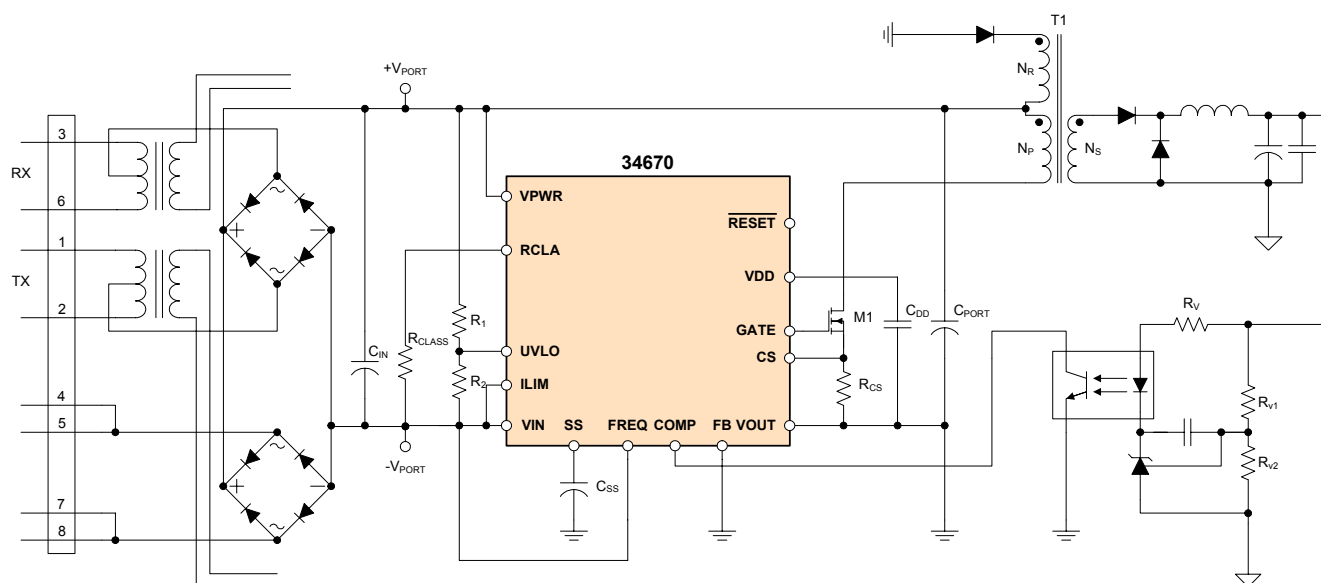 T1
+VPORT
NR
3
RX
6
1
TX
2
NP
NS
34670
VPWR
RESET
RCLA
VDD
~
+
−
~
R1
RCLASS
CIN
UVLO
R2
ILIM
GATE
M1
CDD
CPORT
CS
RCS
RV
4
5
VIN
SS
FREQ
COMP
FB
VOUT
Rv1
Rv2
-VPORT
~
+
−
~
CSS
7
8